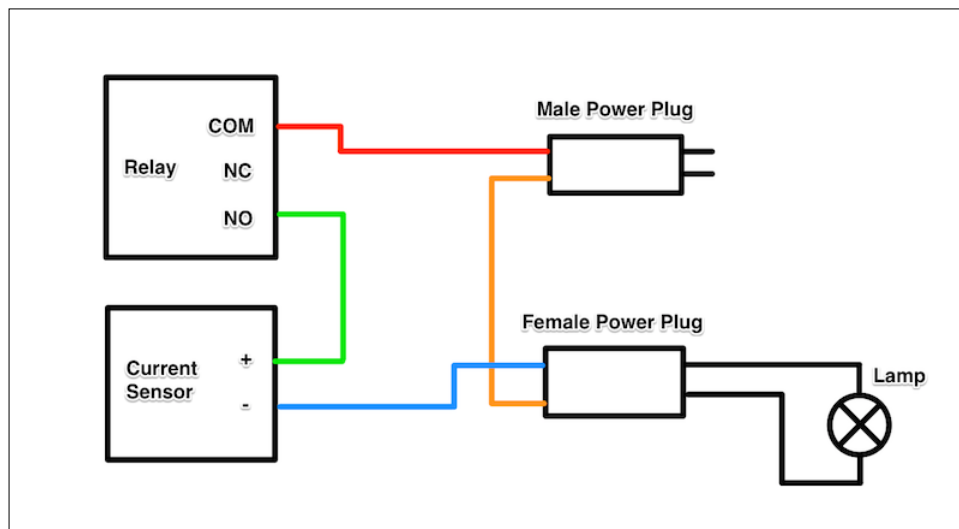 Male Power Plug
COM
Relay
NC
NO
Female Power Plug
+
Current
Sensor
-
Lamp